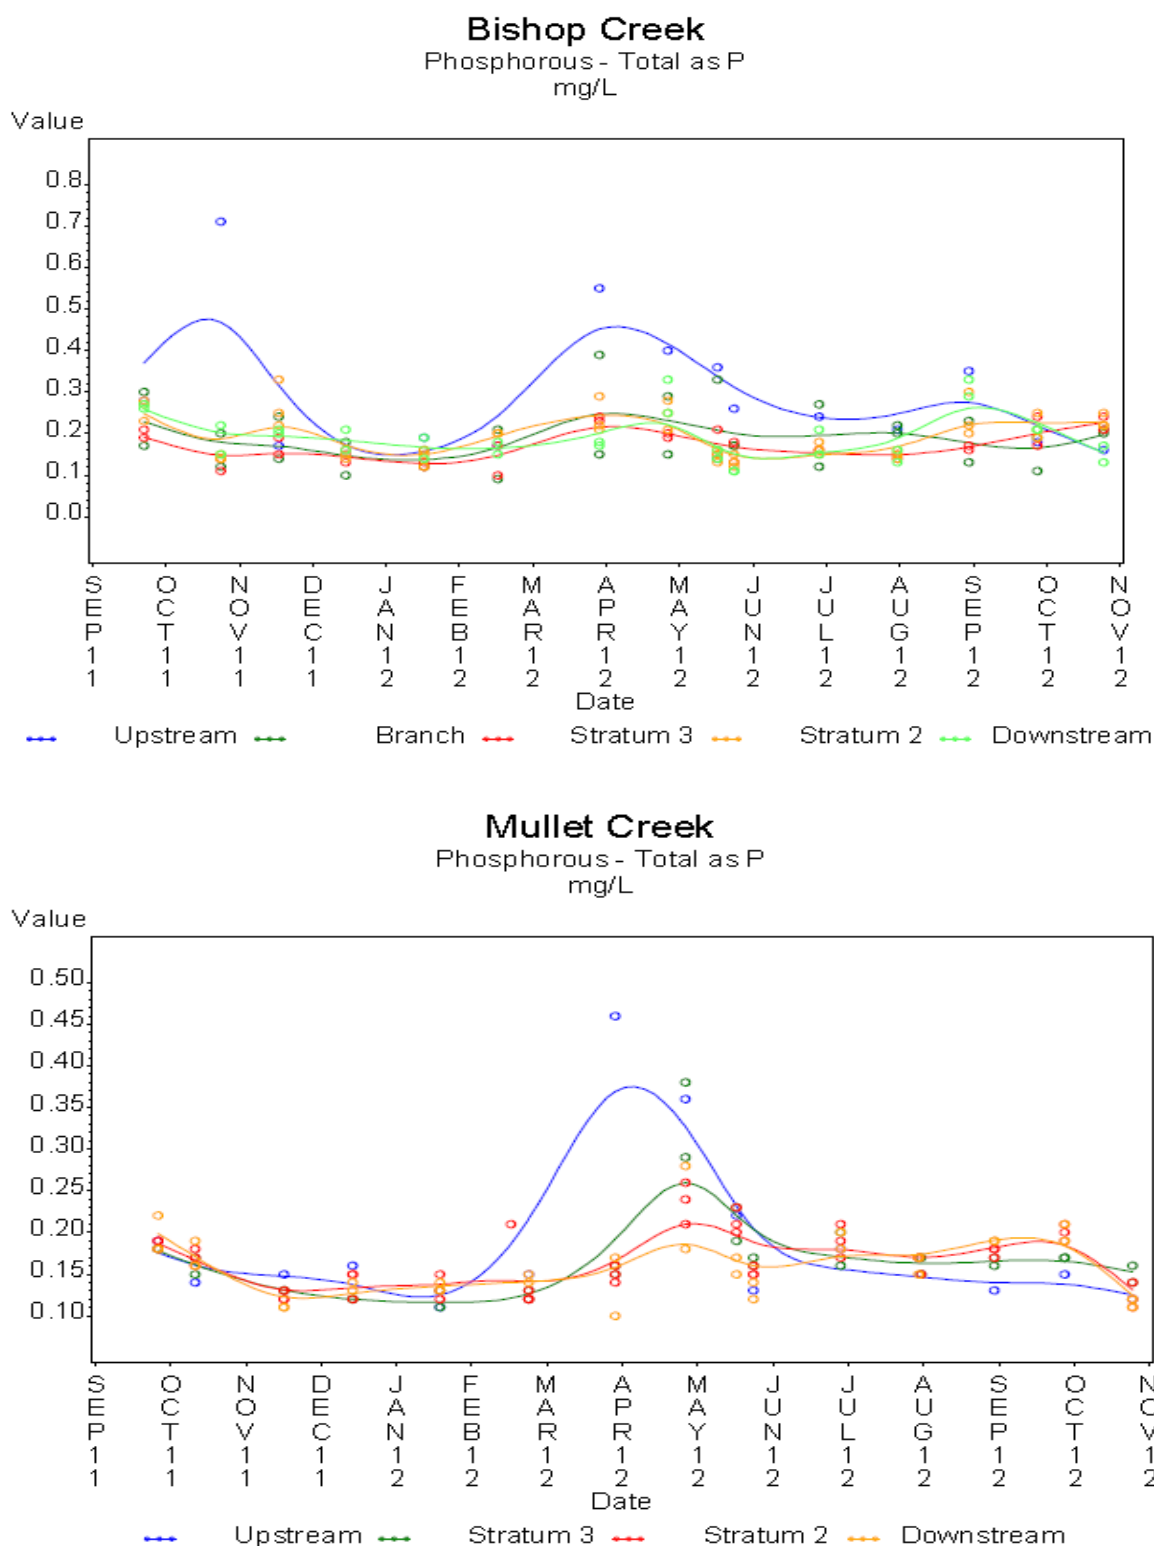 Bishop Creek
Phosphorous - Total as P
mg/L
Value
0.8
0.7
0.6
0.5
0.4
0.3
0.2
0.1
0.0
SEP11 OCT11 NOV11 DEC11 JAN12 FEB12 MAR12 APR12 MAY12 JUN12 JUL12 AUG12 SEP12 OCT12 NOV12
Date
Upstream Branch Stratum 3 Stratum 2 Downstream
Mullet Creek
Phosphorous - Total as P
mg/L
Value
0.50
0.45
0.40
0.35
0.30
0.25
0.20
0.15
0.10
SEP11 OCT11 NOV11 DEC11 JAN12 FEB12 MAR12 APR12 MAY12 JUN12 JUL12 AUG12 SEP12 OCT12 NOV12
Date
Upstream Stratum 3 Stratum 2 Downstream